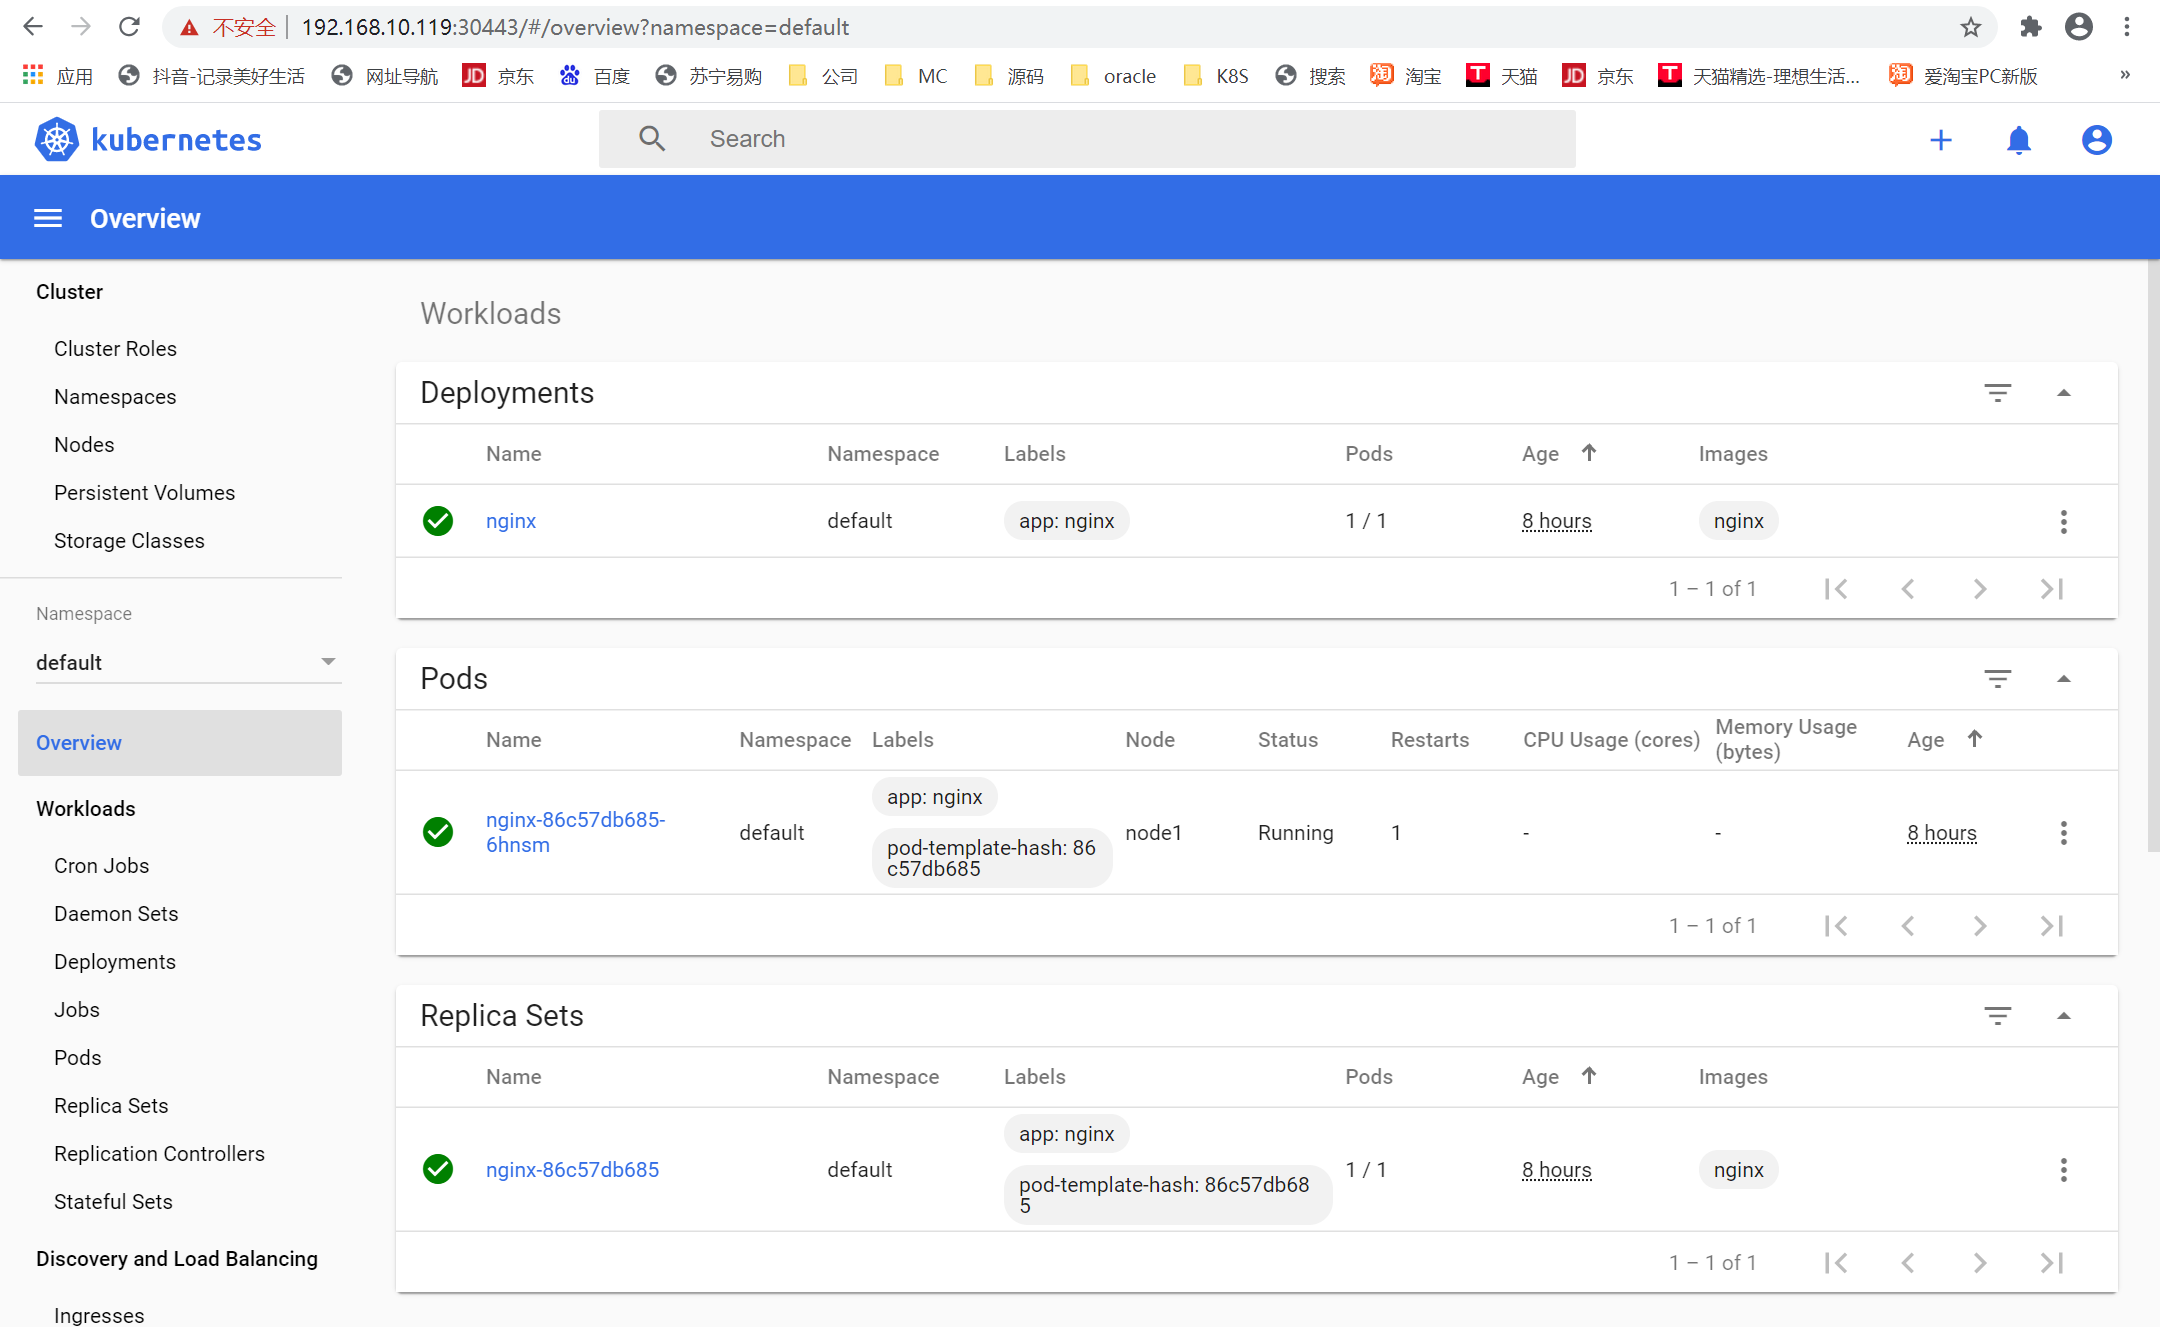 不安全 192.168.10.119:30443/#/overview?namespace=default
应用 抖音-记录美好生活 网址导航 JD 京东 du 百度 苏宁易购 公司 MC 源码 oracle K8S 搜索 淘 淘宝 T 天猫 JD 京东 T 天猫精选-理想生活... 淘 爱淘宝PC新版 »
kubernetes Search
Overview
Cluster
Cluster Roles
Namespaces
Nodes
Persistent Volumes
Storage Classes
Namespace
default
Overview
Workloads
Cron Jobs
Daemon Sets
Deployments
Jobs
Pods
Replica Sets
Replication Controllers
Stateful Sets
Discovery and Load Balancing
Ingresses
Workloads
Deployments
Name Namespace Labels Pods Age Images
nginx default app: nginx 1 / 1 8 hours nginx
1 – 1 of 1
Pods
Name Namespace Labels Node Status Restarts CPU Usage (cores) Memory Usage
(bytes) Age
nginx-86c57db685-
6hnsm default app: nginx
pod-template-hash: 86
c57db685 node1 Running 1 - - 8 hours
1 – 1 of 1
Replica Sets
Name Namespace Labels Pods Age Images
nginx-86c57db685 default app: nginx
pod-template-hash: 86c57db68
5 1 / 1 8 hours nginx
1 – 1 of 1